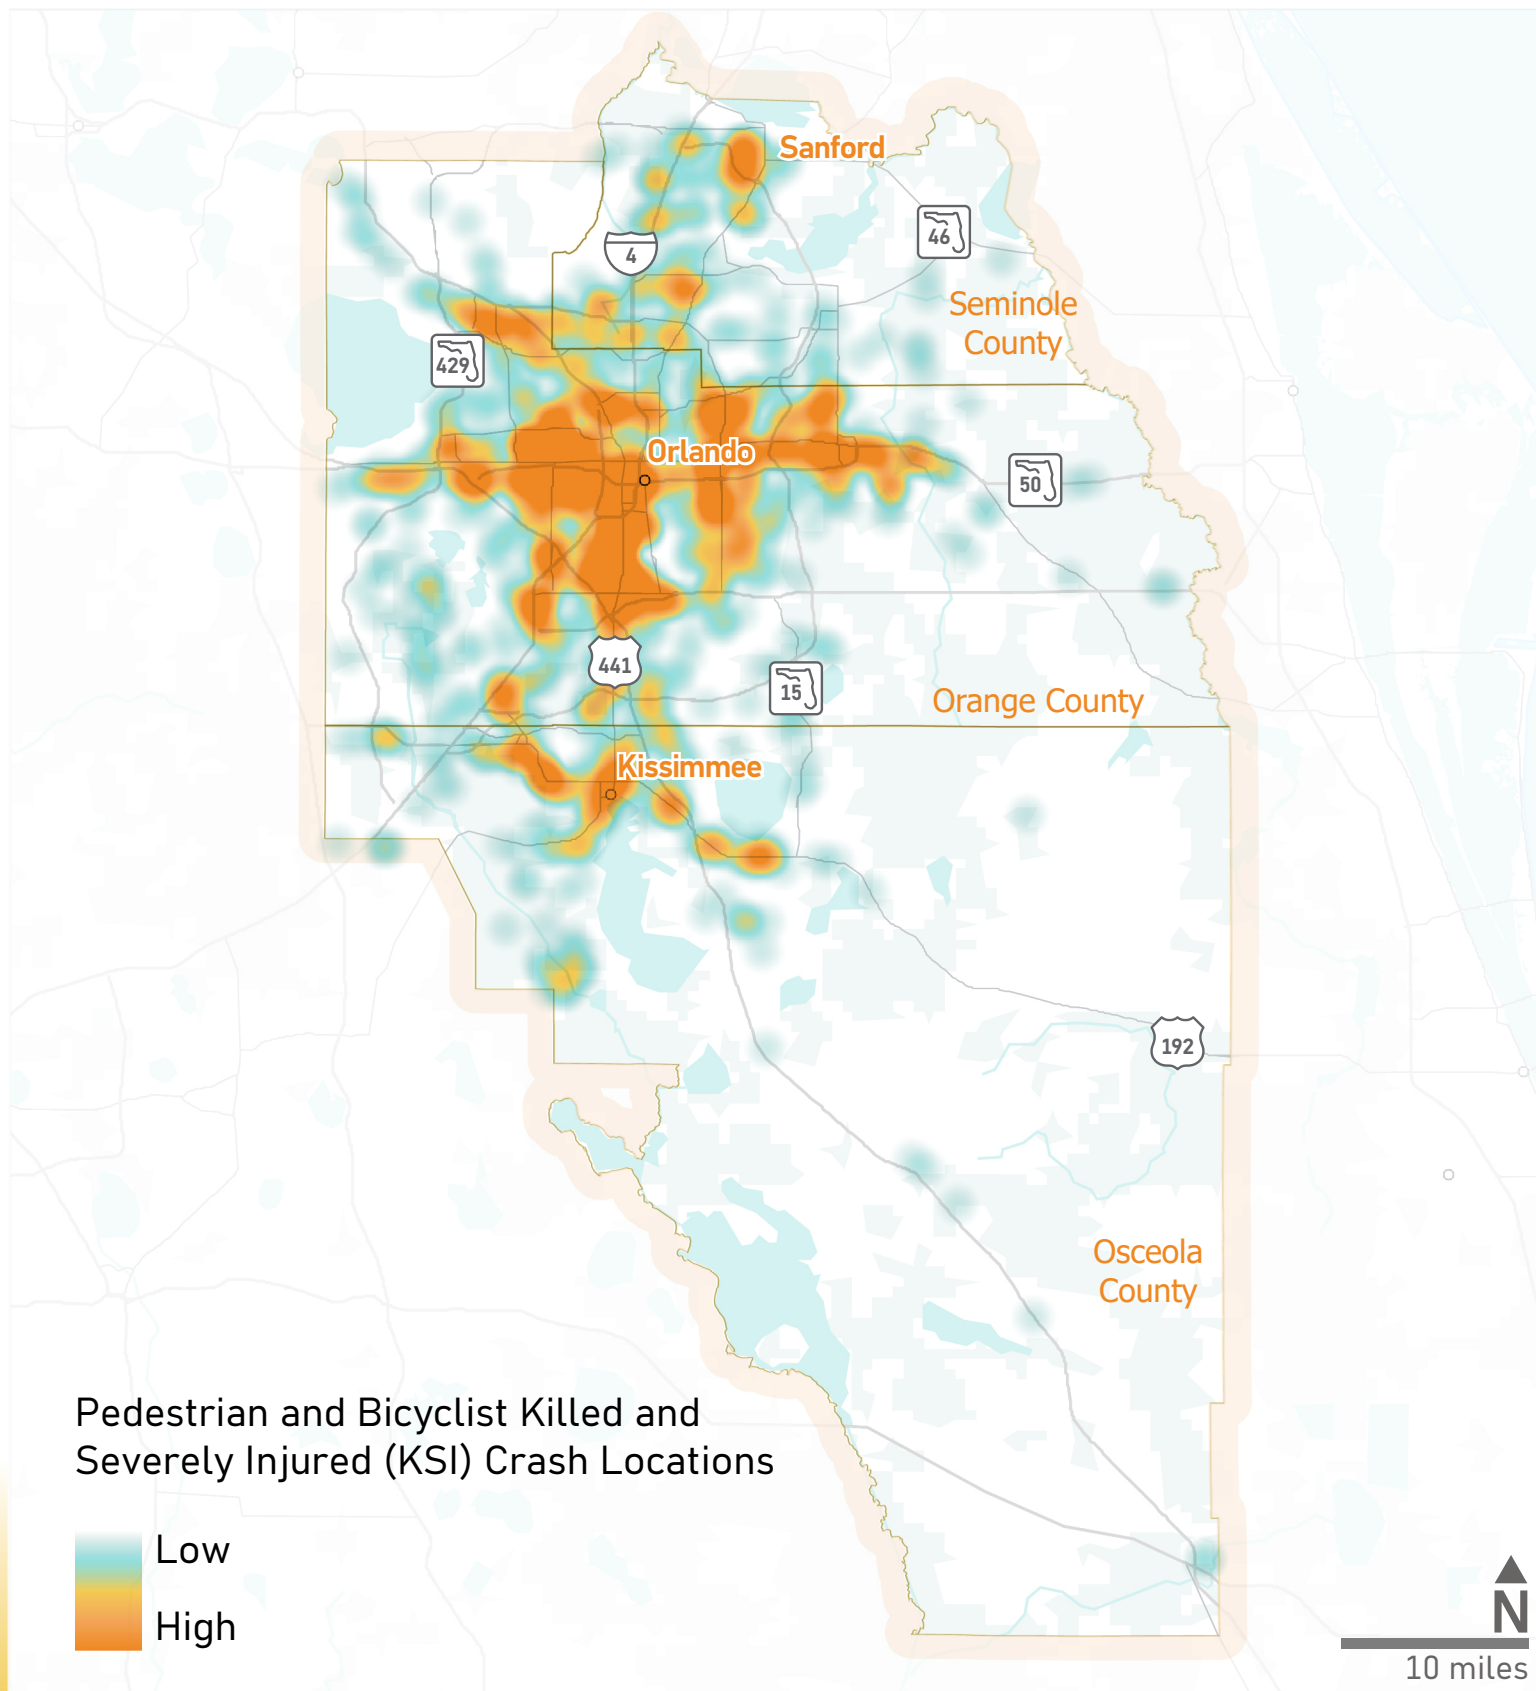 Sanford
46
4
Seminole
County
429
Orlando
50
441
15
Orange County
Kissimmee
192
Osceola
County
Pedestrian and Bicyclist Killed and
Severely Injured (KSI) Crash Locations
Low
High
N
10 miles